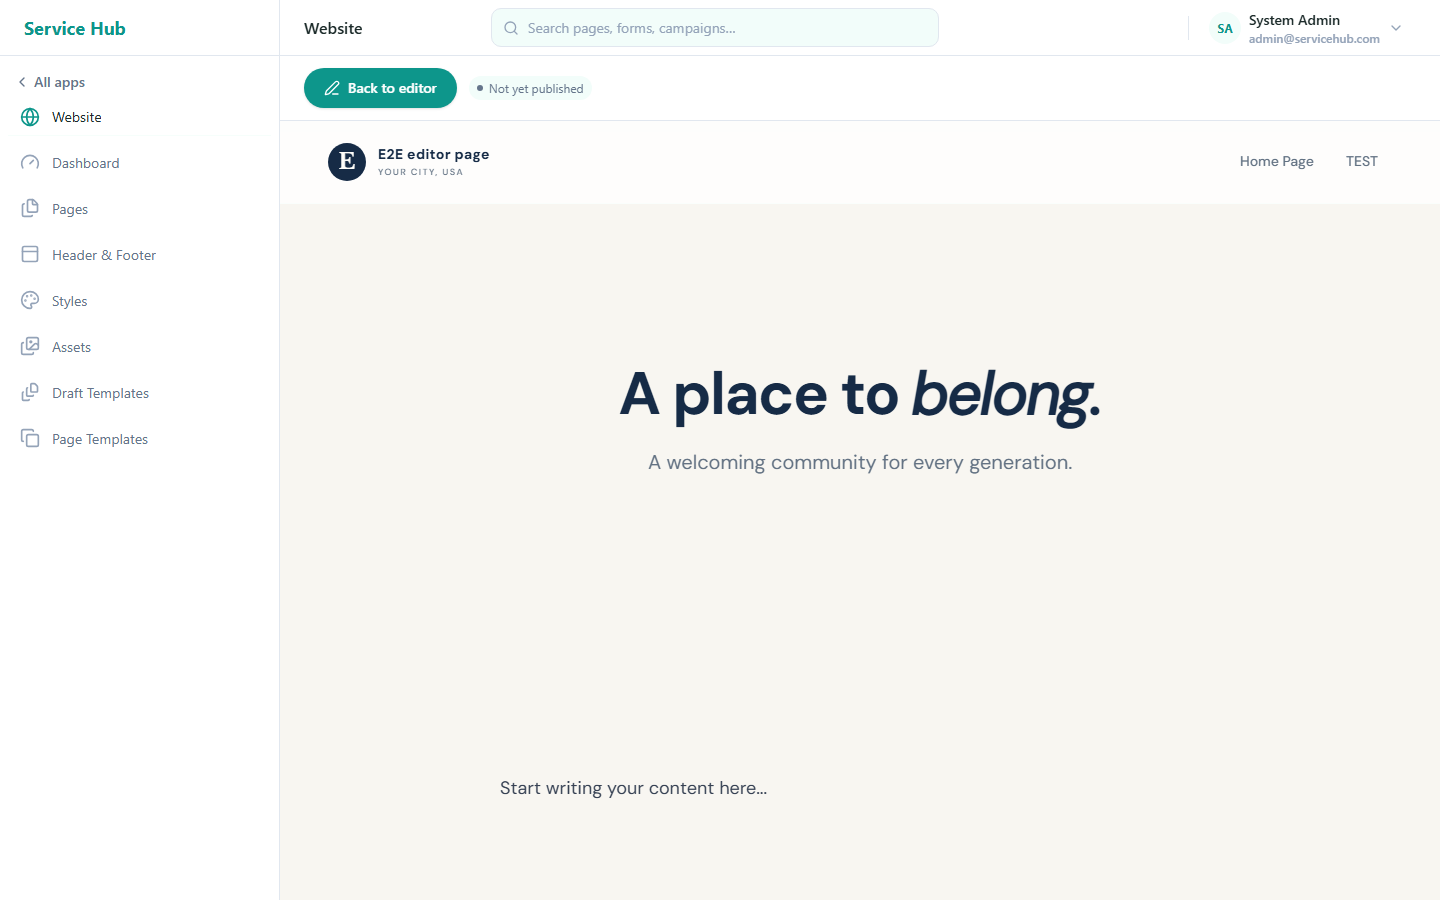 Service Hub
Website
Search pages, forms, campaigns...
SA
System Admin
admin@servicehub.com
All apps
Website
Dashboard
Pages
Header & Footer
Styles
Assets
Draft Templates
Page Templates
Back to editor
Not yet published
E
E2E editor page
YOUR CITY, USA
Home Page
TEST
A place to belong.
A welcoming community for every generation.
Start writing your content here...